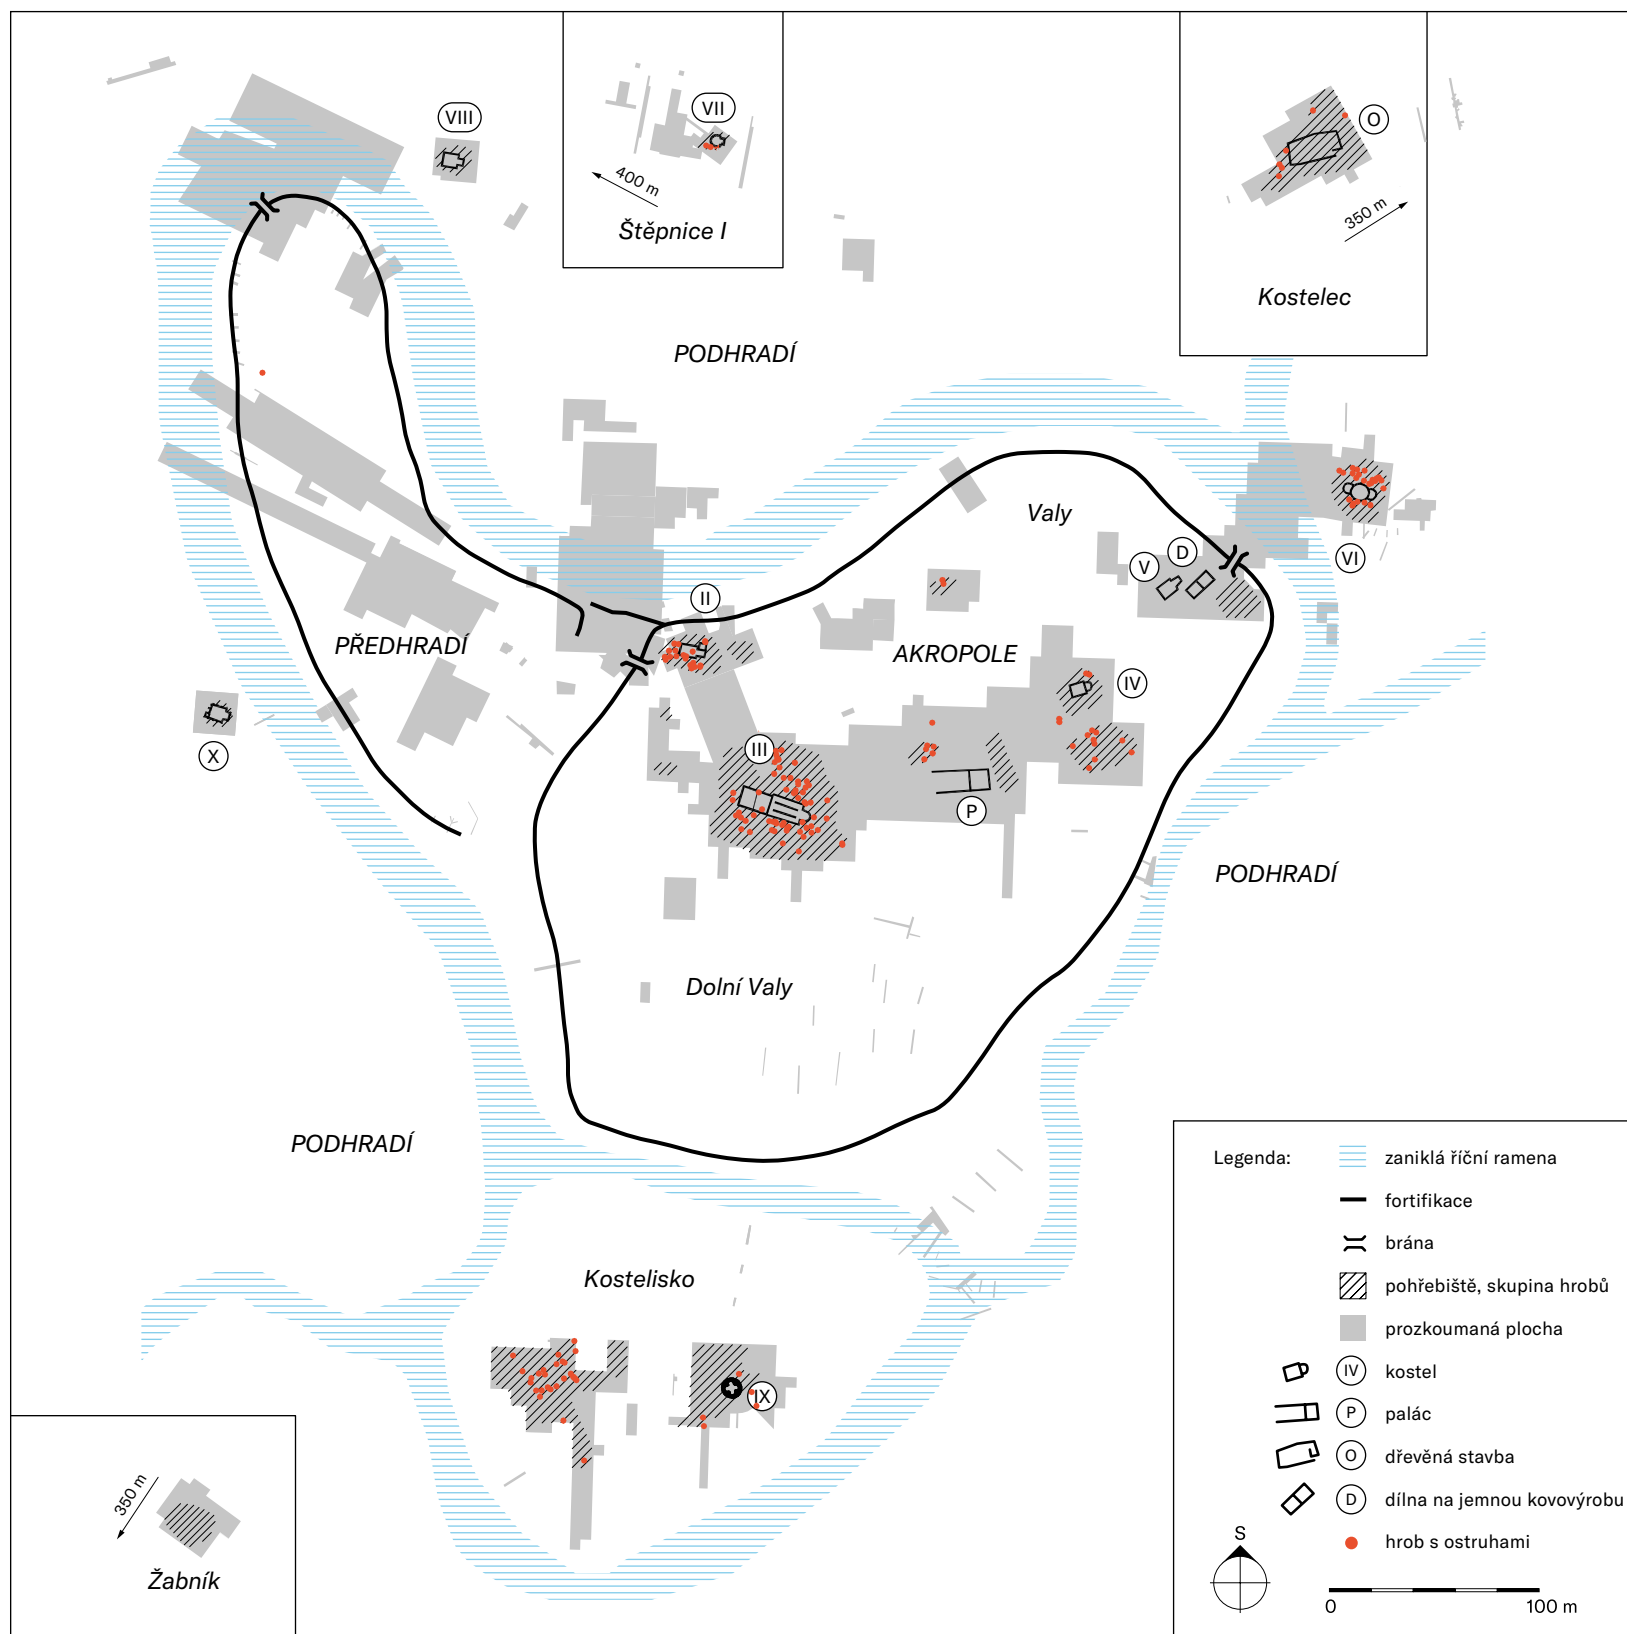 VIII
VII
400 m
Štěpnice I
O
350 m
Kostelec
PODHRADÍ
Valy
D
V
VI
II
PŘEDHRADÍ
AKROPOLE
IV
X
III
P
PODHRADÍ
Dolní Valy
PODHRADÍ
Kostelisko
IX
350 m
Žabník
Legenda:
zaniklá říční ramena
fortifikace
brána
pohřebiště, skupina hrobů
prozkoumaná plocha
IV kostel
P palác
O dřevěná stavba
D dílna na jemnou kovovýrobu
hrob s ostruhami
S
0 100 m